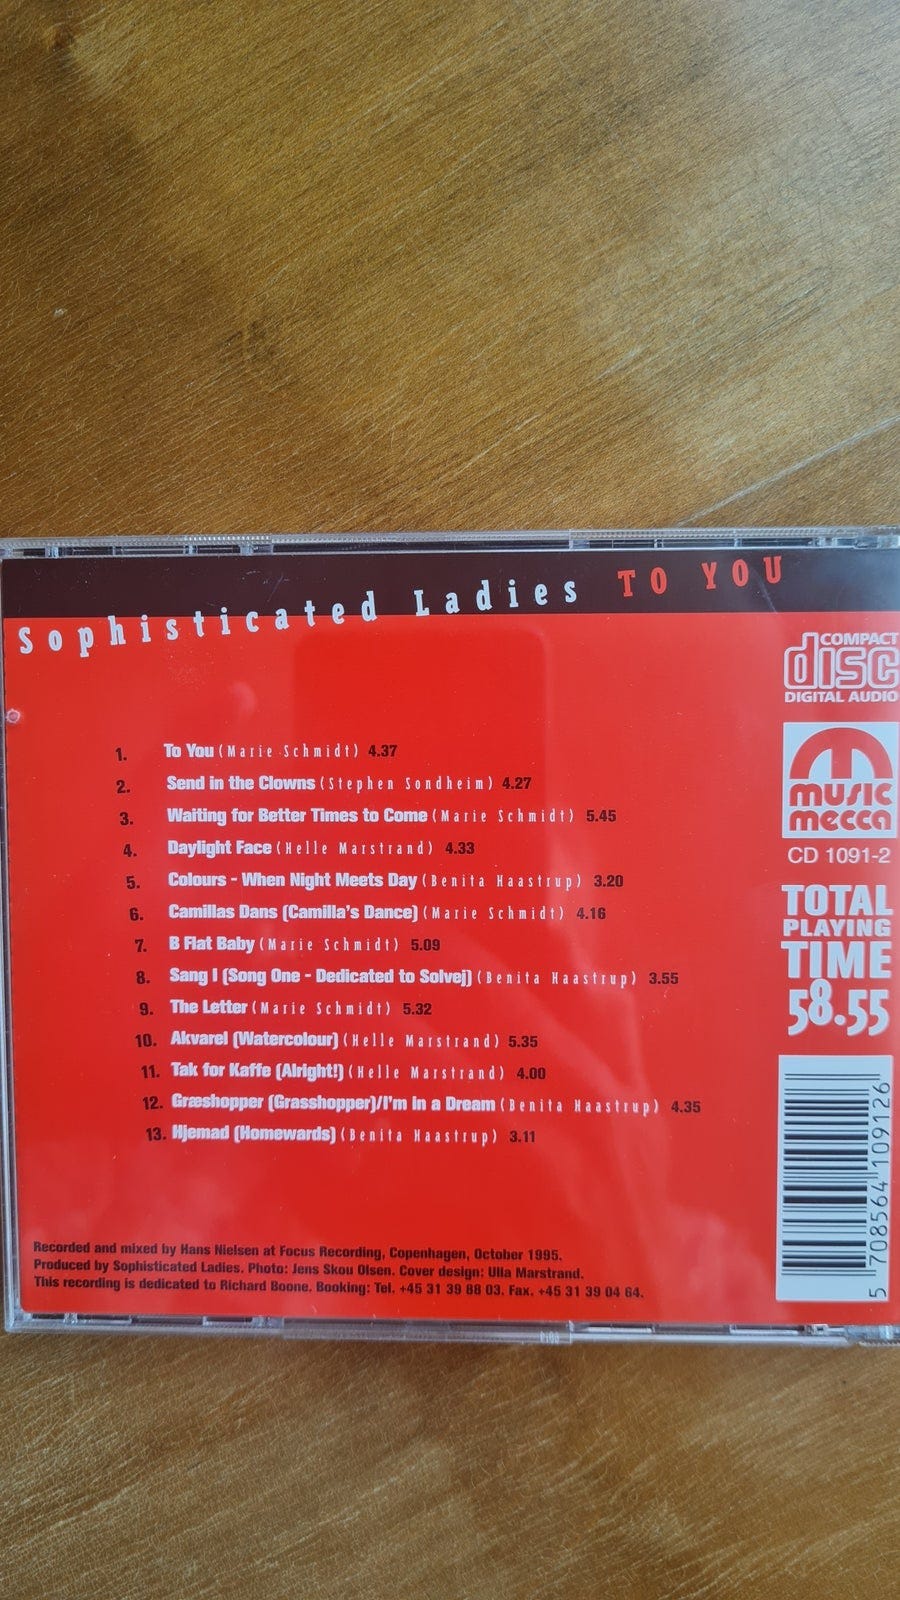 Sophisticated Ladies TO YOU
COMPACT
disc
DIGITAL AUDIO
music
mecca
CD 1091-2
TOTAL
PLAYING
TIME
58.55
1. To You (Marie Schmidt) 4.37
2. Send in the Clowns (Stephen Sondheim) 4.27
3. Waiting for Better Times to Come (Marie Schmidt) 5.45
4. Daylight Face (Helle Marstrand) 4.33
5. Colours - When Night Meets Day (Benita Haastrup) 3.20
6. Camillas Dans (Camilla's Dance) (Marie Schmidt) 4.16
7. B Flat Baby (Marie Schmidt) 5.09
8. Sang I (Song One - Dedicated to Solvej) (Benita Haastrup) 3.55
9. The Letter (Marie Schmidt) 5.32
10. Akvarel (Watercolour) (Helle Marstrand) 5.35
11. Tak for Kaffe (Alright!) (Helle Marstrand) 4.00
12. Græshopper (Grasshopper)/I'm in a Dream (Benita Haastrup) 4.35
13. Hjemad (Homewards) (Benita Haastrup) 3.11
5 708564 109126
Recorded and mixed by Hans Nielsen at Focus Recording, Copenhagen, October 1995.
Produced by Sophisticated Ladies. Photo: Jens Skou Olsen. Cover design: Ulla Marstrand.
This recording is dedicated to Richard Boone. Booking: Tel. +45 31 39 88 03. Fax. +45 31 39 04 64.